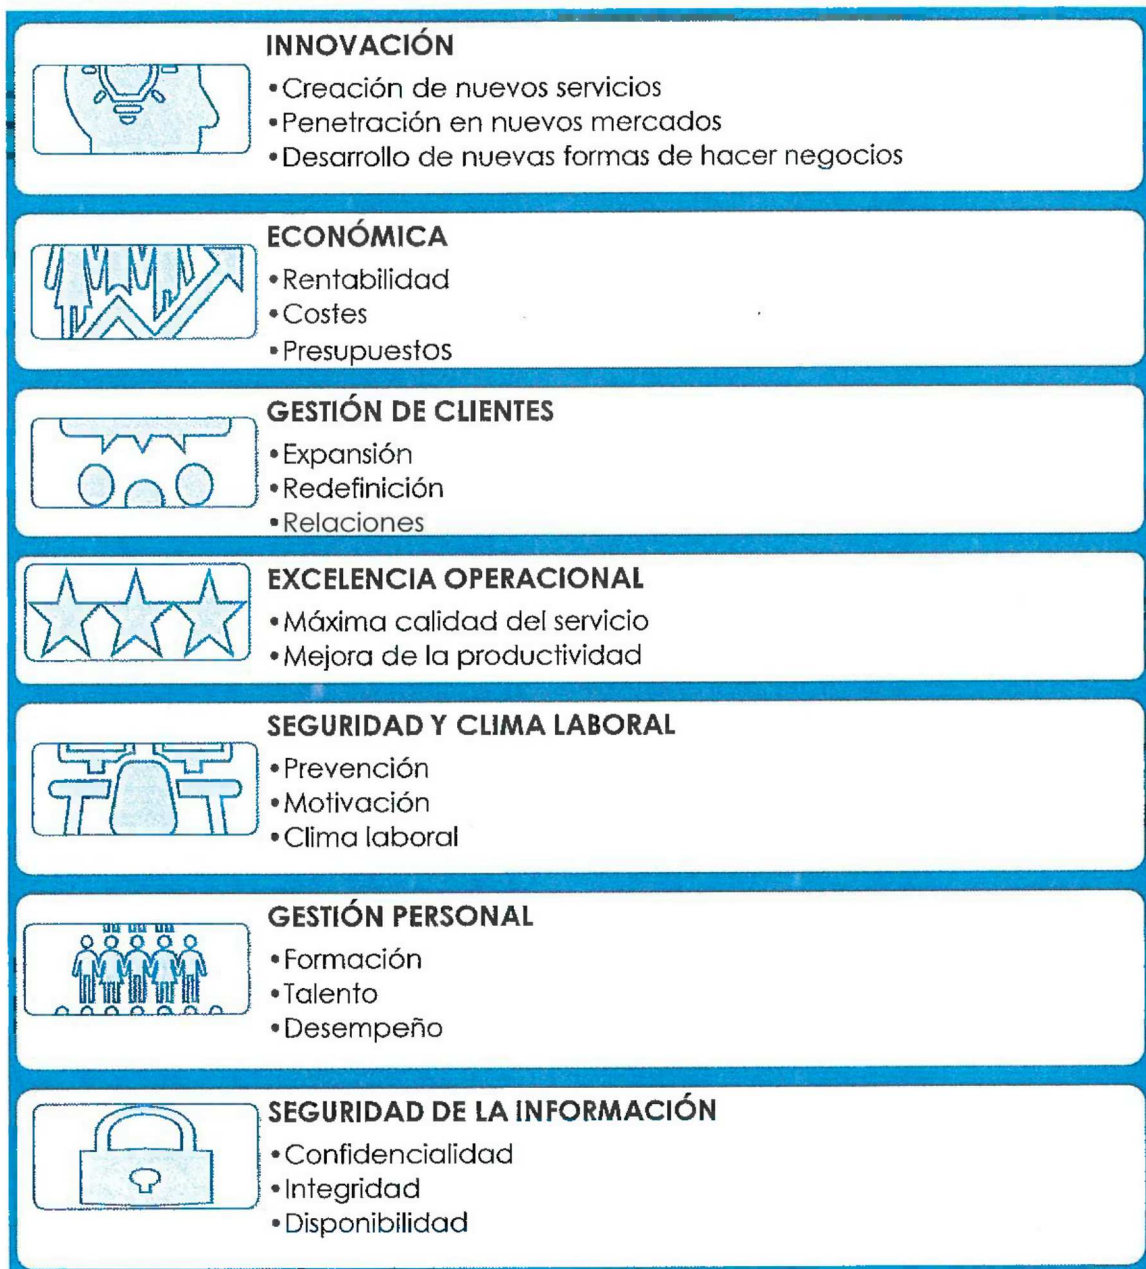 INNOVACIÓN
•Creación de nuevos servicios
•Penetración en nuevos mercados
•Desarrollo de nuevas formas de hacer negocios
ECONÓMICA
•Rentabilidad
•Costes
•Presupuestos
GESTIÓN DE CLIENTES
•Expansión
•Redefinición
•Relaciones
EXCELENCIA OPERACIONAL
•Máxima calidad del servicio
•Mejora de la productividad
SEGURIDAD Y CLIMA LABORAL
•Prevención
•Motivación
•Clima laboral
GESTIÓN PERSONAL
•Formación
•Talento
•Desempeño
SEGURIDAD DE LA INFORMACIÓN
•Confidencialidad
•Integridad
•Disponibilidad